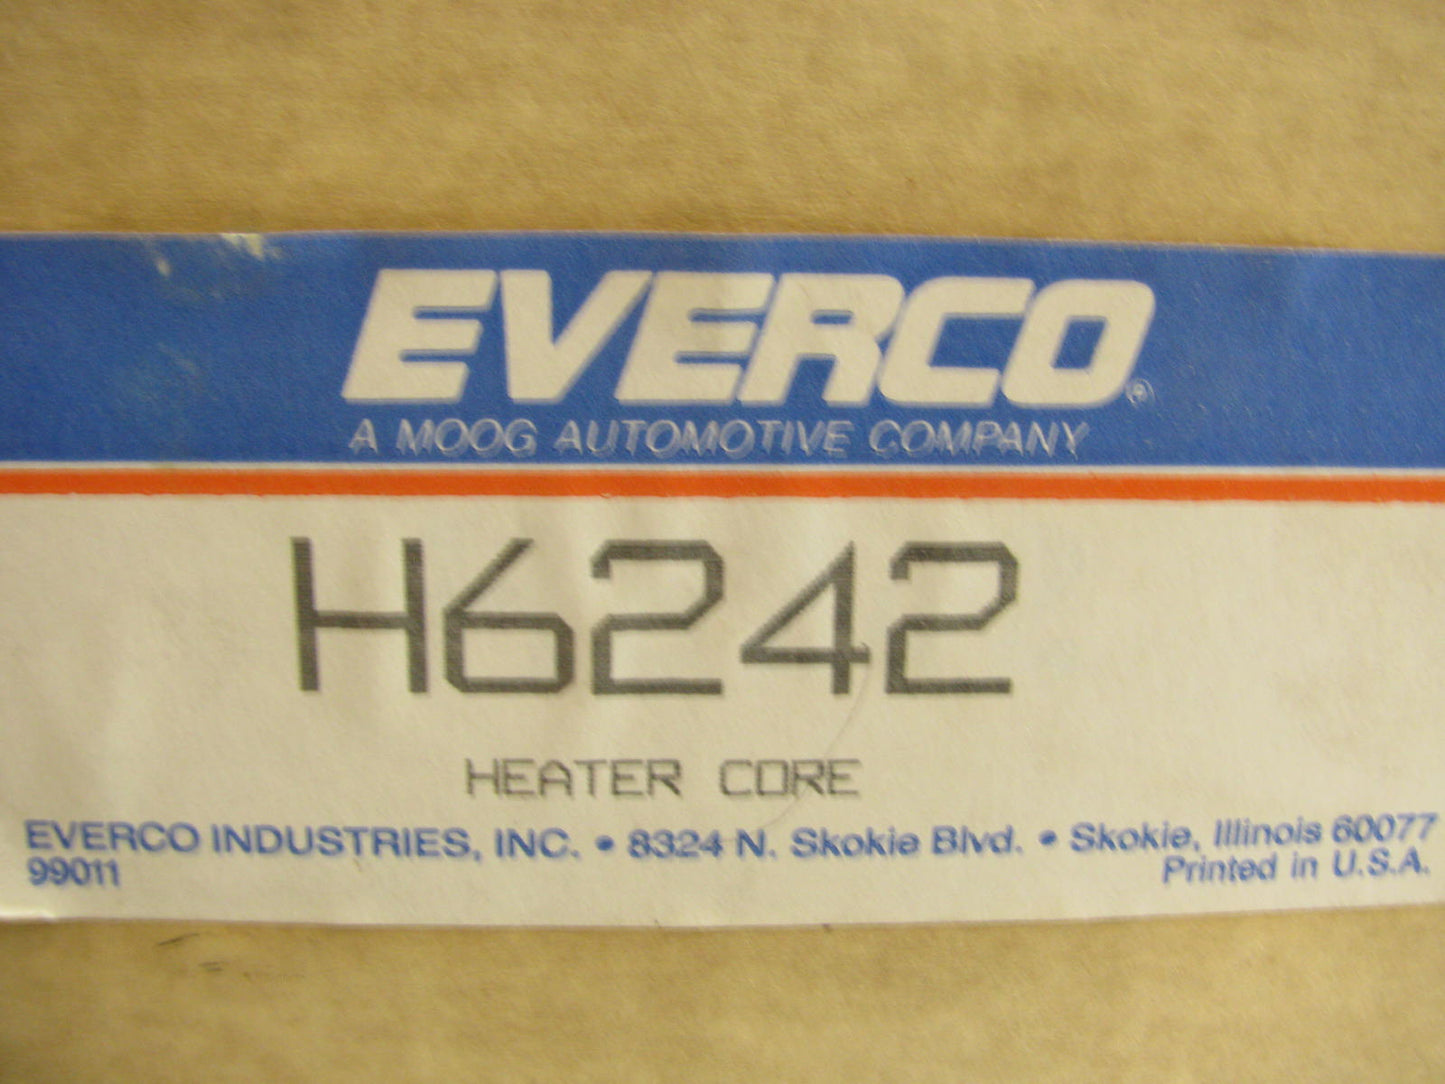 EVERCO®
A MOOG AUTOMOTIVE COMPANY
H6242
HEATER CORE
EVERCO INDUSTRIES, INC. • 8324 N. Skokie Blvd. • Skokie, Illinois 60077
99011
Printed in U.S.A.